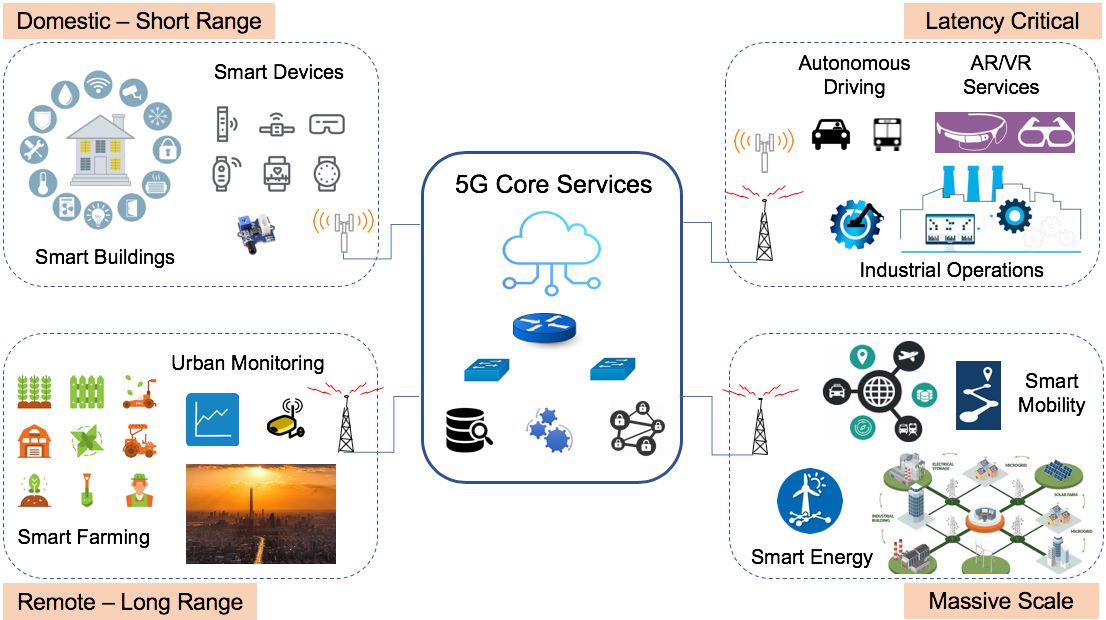 Domestic – Short Range
Smart Devices
Smart Buildings
Latency Critical
Autonomous
Driving
AR/VR
Services
Industrial Operations
5G Core Services
Urban Monitoring
Smart Farming
Remote – Long Range
Smart
Mobility
ELECTRICAL
STORAGE
MICROGRID
SOLAR FARM
INDUSTRIAL
BUILDING
MICROGRID
Smart Energy
Massive Scale